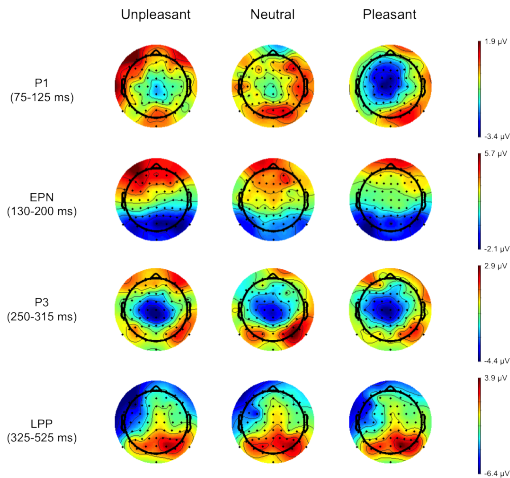 Unpleasant Neutral Pleasant
1.9 µV
P1
(75-125 ms)
-3.4 µV
5.7 µV
EPN
(130-200 ms)
-2.1 µV
2.9 µV
P3
(250-315 ms)
-4.4 µV
3.9 µV
LPP
(325-525 ms)
-6.4 µV